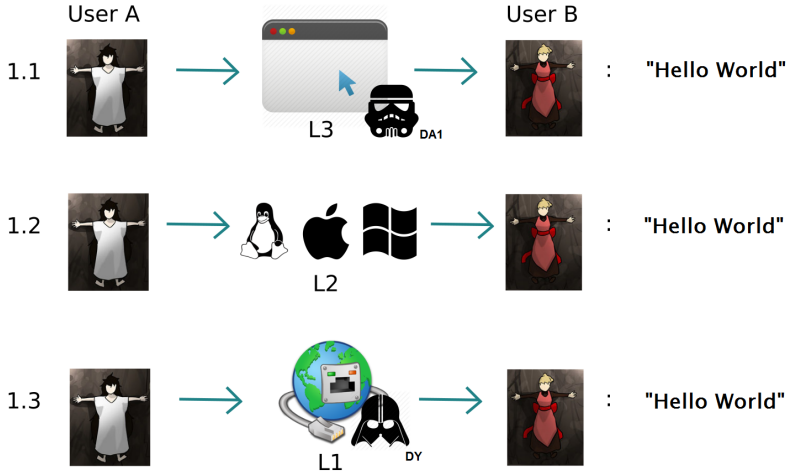 User A User B
1.1 : "Hello World"
L3 DA1
1.2 : "Hello World"
L2
1.3 : "Hello World"
L1 DY